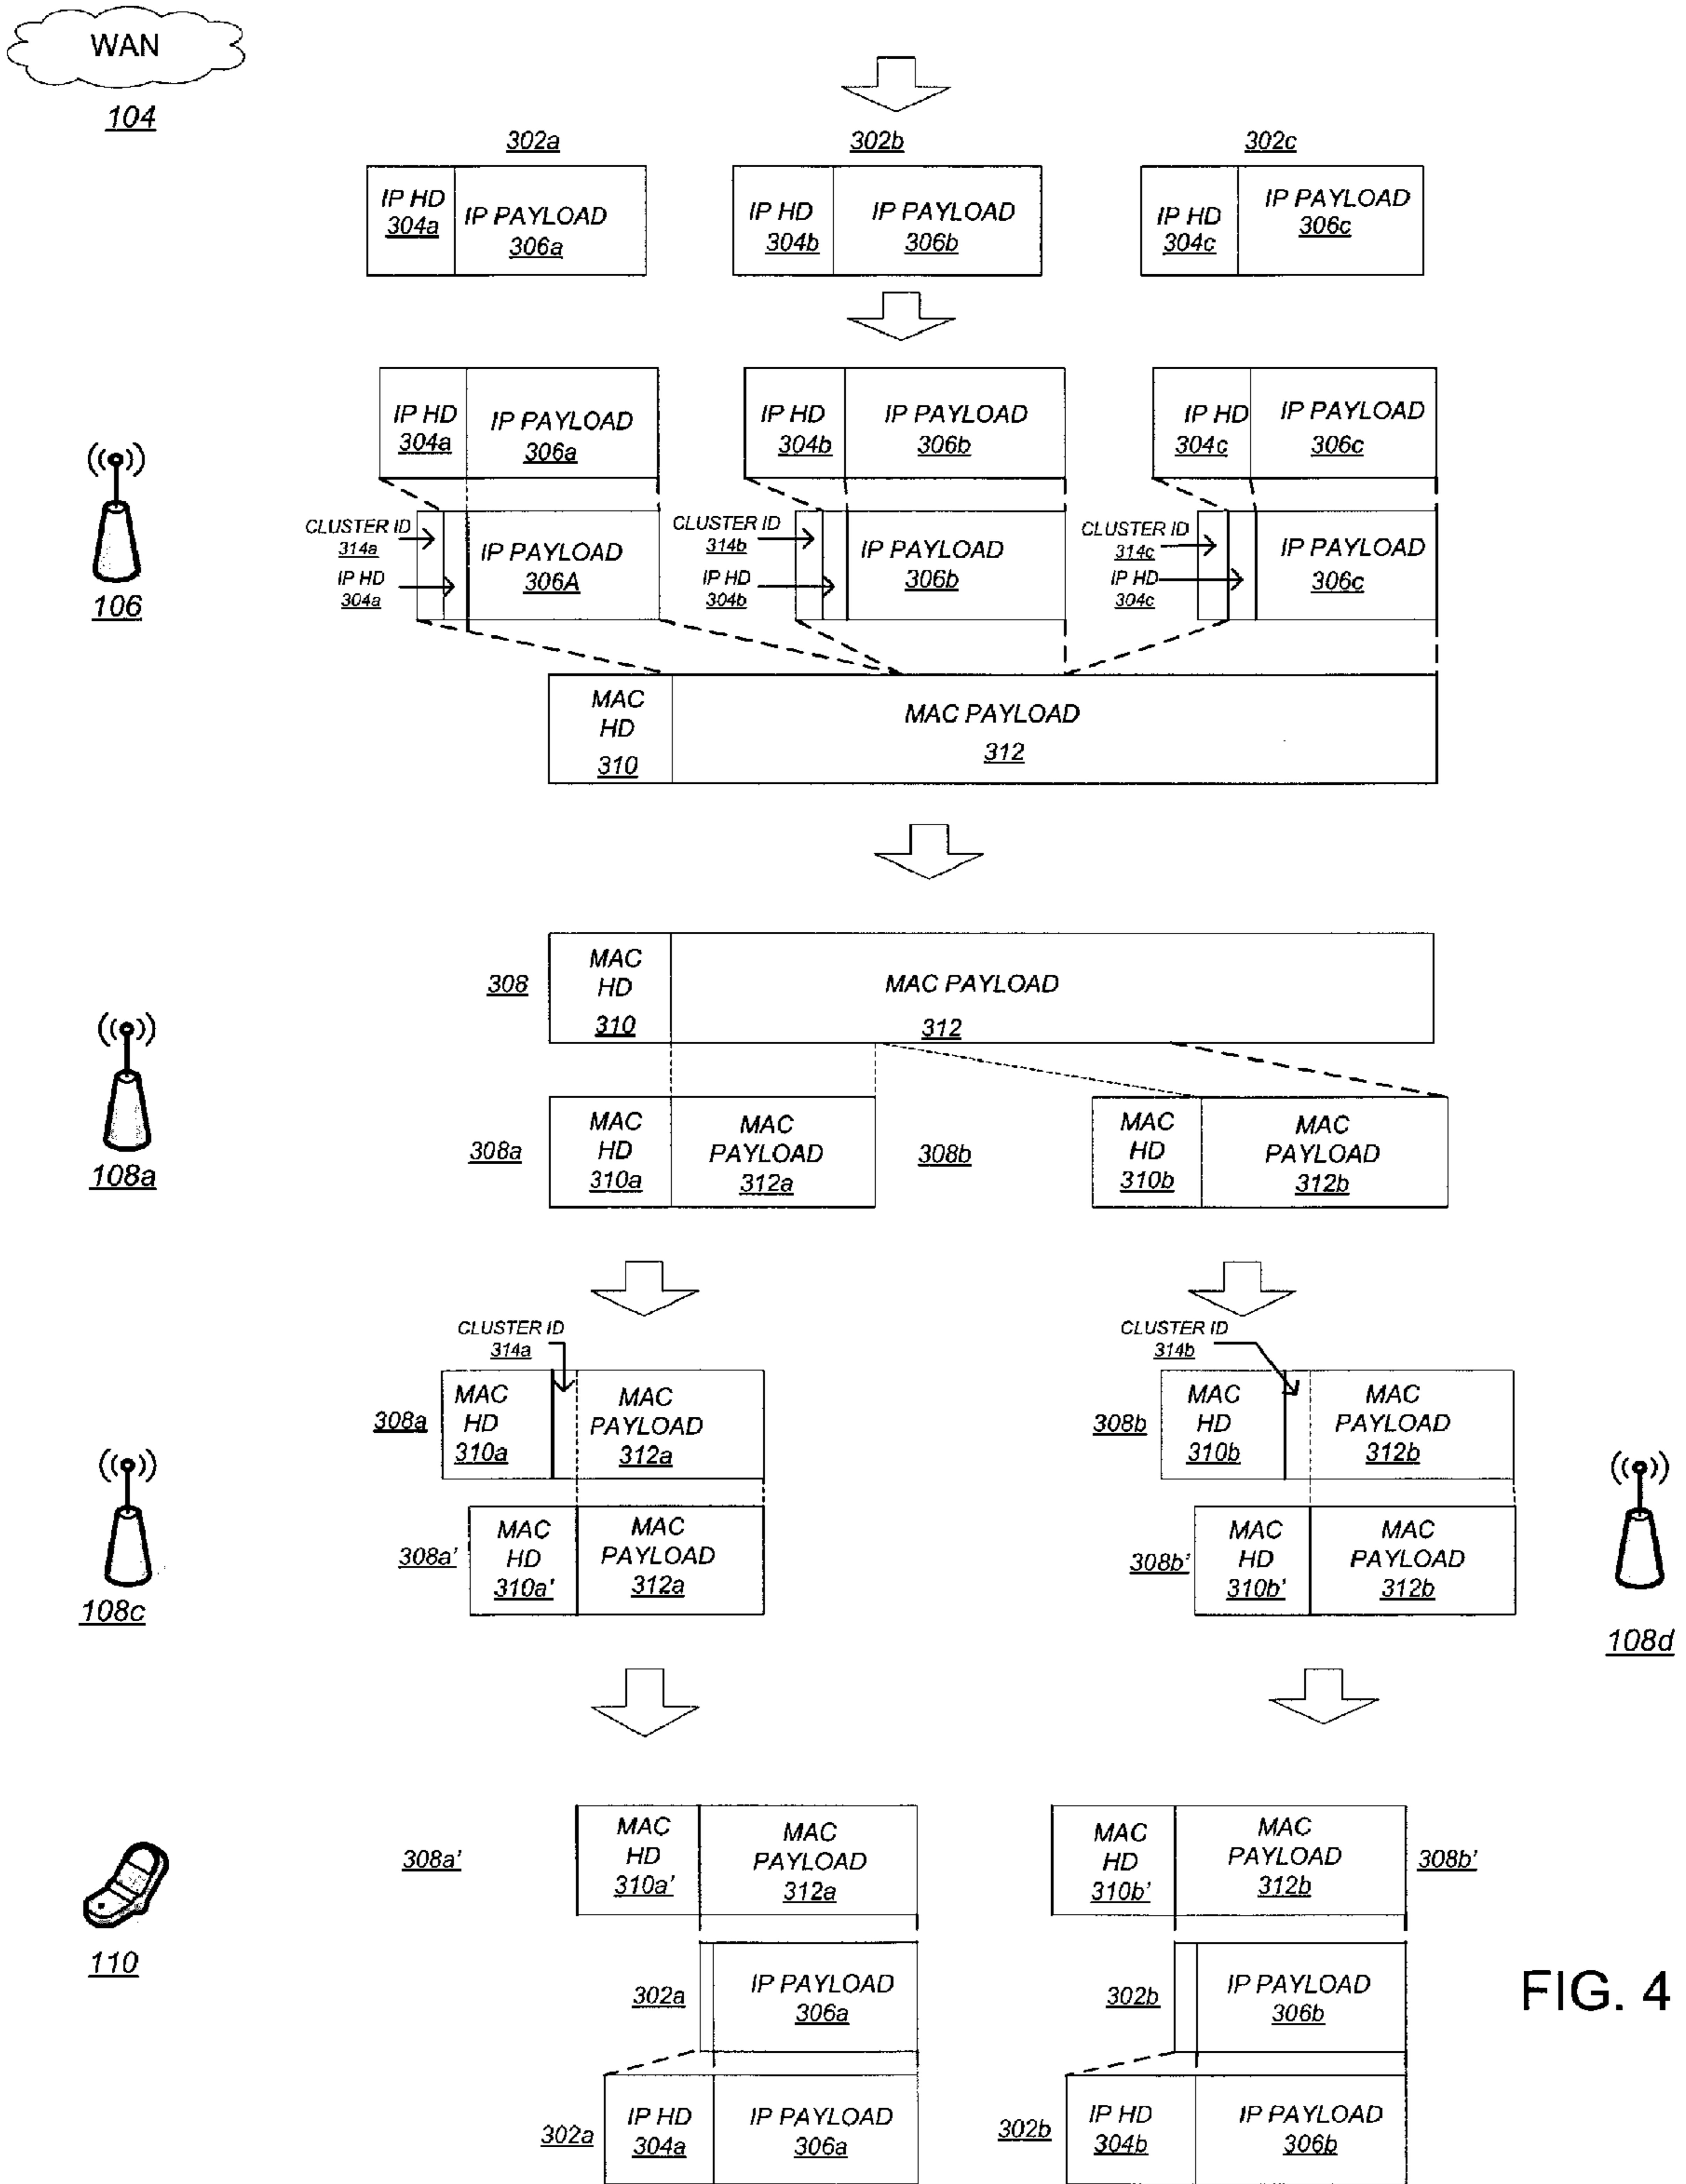 WAN
104
302a
302b
302c
IP HD
304a
IP PAYLOAD
306a
IP HD
304b
IP PAYLOAD
306b
IP HD
304c
IP PAYLOAD
306c
IP HD
304a
IP PAYLOAD
306a
IP HD
304b
IP PAYLOAD
306b
IP HD
304c
IP PAYLOAD
306c
106
CLUSTER ID
314a
IP HD
304a
IP PAYLOAD
306A
CLUSTER ID
314b
IP HD
304b
IP PAYLOAD
306b
CLUSTER ID
314c
IP HD
304c
IP PAYLOAD
306c
MAC
HD
310
MAC PAYLOAD
312
308
MAC
HD
310
MAC PAYLOAD
312
108a
308a
MAC
HD
310a
MAC
PAYLOAD
312a
308b
MAC
HD
310b
MAC
PAYLOAD
312b
CLUSTER ID
314a
308a
MAC
HD
310a
MAC
PAYLOAD
312a
CLUSTER ID
314b
308b
MAC
HD
310b
MAC
PAYLOAD
312b
108c
308a'
MAC
HD
310a'
MAC
PAYLOAD
312a
308b'
MAC
HD
310b'
MAC
PAYLOAD
312b
108d
308a'
MAC
HD
310a'
MAC
PAYLOAD
312a
MAC
HD
310b'
MAC
PAYLOAD
312b
308b'
110
302a
IP PAYLOAD
306a
302b
IP PAYLOAD
306b
302a
IP HD
304a
IP PAYLOAD
306a
302b
IP HD
304b
IP PAYLOAD
306b
FIG. 4